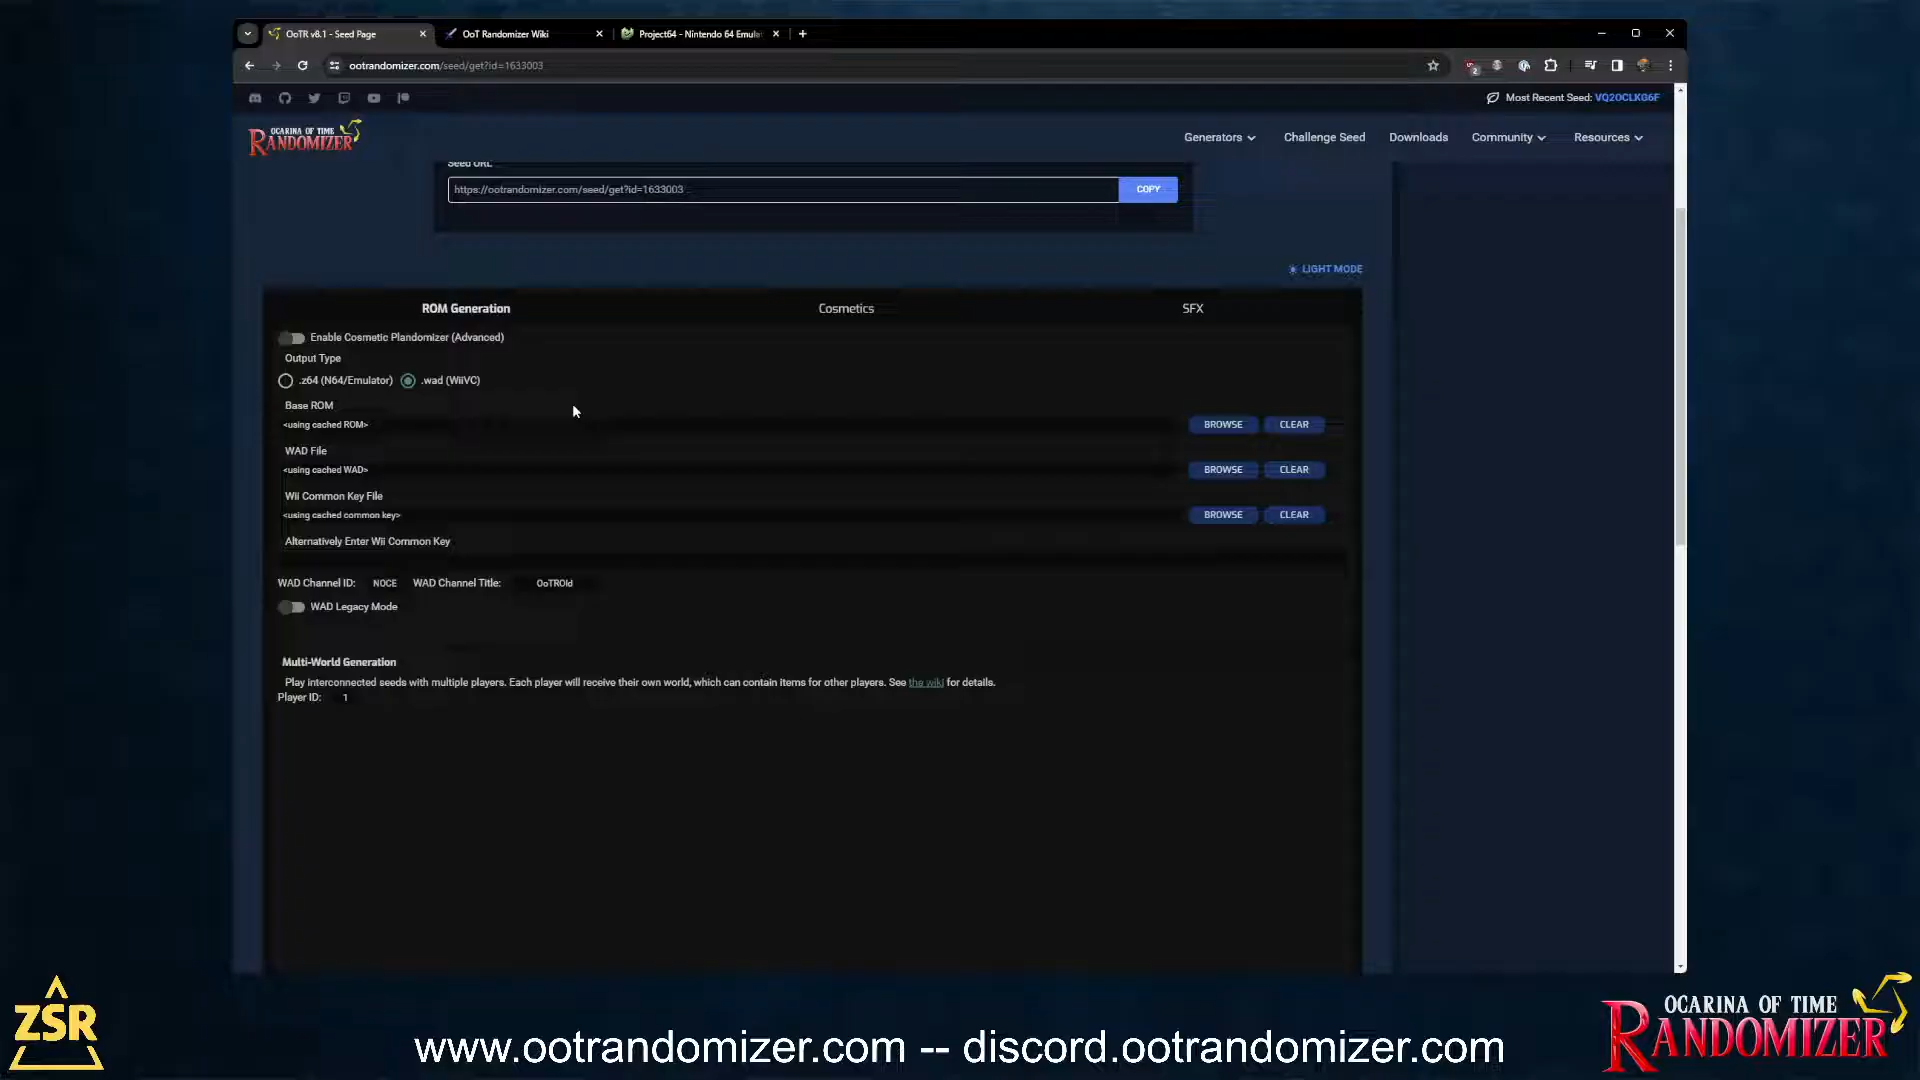 OoTR v8.1 - Seed Page
OoT Randomizer Wiki
Project64 - Nintendo 64 Emula
ootrandomizer.com/seed/get?id=1633003
2
Most Recent Seed: VQ2OCLKG6F
OCARINA OF TIME
RANDOMIZER
Generators
Challenge Seed
Downloads
Community
Resources
Seed URL
https://ootrandomizer.com/seed/get?id=1633003
COPY
LIGHT MODE
ROM Generation
Cosmetics
SFX
Enable Cosmetic Plandomizer (Advanced)
Output Type
.z64 (N64/Emulator)
.wad (WiiVC)
Base ROM
<using cached ROM>
BROWSE
CLEAR
WAD File
<using cached WAD>
BROWSE
CLEAR
Wii Common Key File
<using cached common key>
BROWSE
CLEAR
Alternatively Enter Wii Common Key
WAD Channel ID: NOCE WAD Channel Title: OoTROld
WAD Legacy Mode
Multi-World Generation
Play interconnected seeds with multiple players. Each player will receive their own world, which can contain items for other players. See the wiki for details.
Player ID: 1
ZSR
www.ootrandomizer.com -- discord.ootrandomizer.com
OCARINA OF TIME
RANDOMIZER